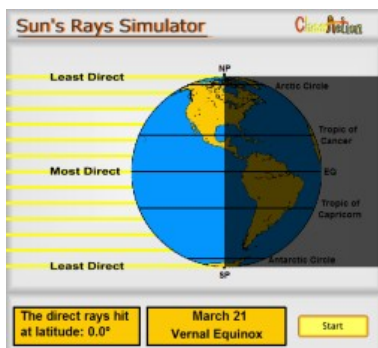 Sun's Rays Simulator
NP
Least Direct
Arctic Circle
Tropic of
Cancer
Most Direct
EQ
Tropic of
Capricorn
Antarctic Circle
Least Direct
SP
The direct rays hit
at latitude: 0.0°
March 21
Vernal Equinox
Start